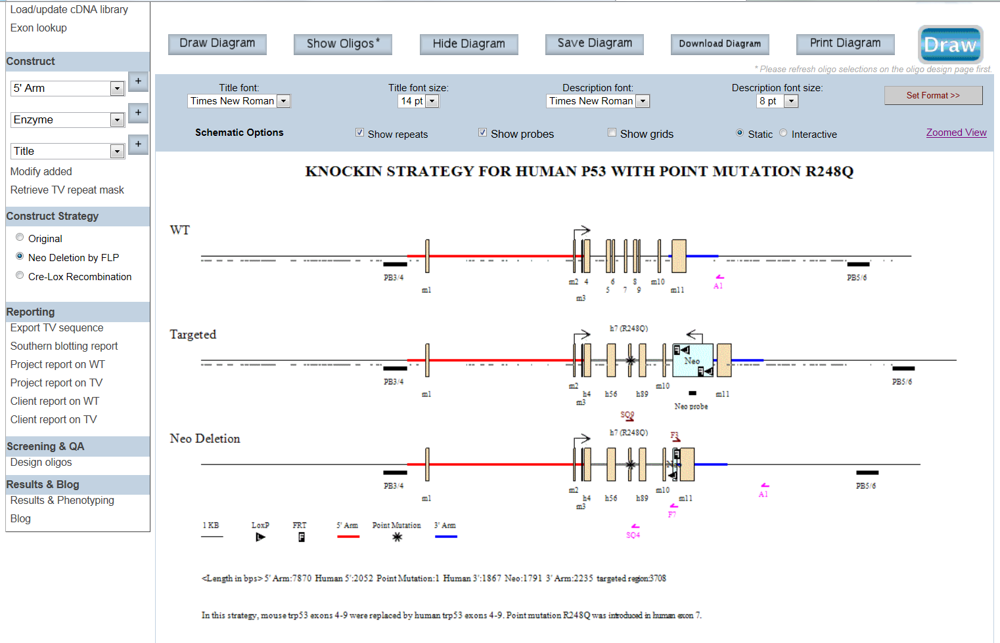 Load/update cDNA library
Exon lookup
Construct
5' Arm
+
Enzyme
+
Title
+
Modify added
Retrieve TV repeat mask
Construct Strategy
Original
Neo Deletion by FLP
Cre-Lox Recombination
Reporting
Export TV sequence
Southern blotting report
Project report on WT
Project report on TV
Client report on WT
Client report on TV
Screening & QA
Design oligos
Results & Blog
Results & Phenotyping
Blog
Draw Diagram Show Oligos* Hide Diagram Save Diagram Download Diagram Print Diagram Draw
* Please refresh oligo selections on the oligo design page first.
Title font: Title font size: Description font: Description font size:
Times New Roman 14 pt Times New Roman 8 pt Set Format >>
Schematic Options Show repeats Show probes Show grids Static Interactive Zoomed View
KNOCKIN STRATEGY FOR HUMAN P53 WITH POINT MUTATION R248Q
WT
PB3/4 m2 4 6 8 m10 PB5/6
m1 5 7 9 m11 A1
m3
h7 (R248Q)
Targeted
F L
Neo
F L
PB3/4 m2 m10 PB5/6
m1 h4 h56 h89 m11
m3 Neo probe
SQ9
h7 (R248Q) F3
Neo Deletion
F
Neo
L
PB3/4 m2 m10 PB5/6
m1 h4 h56 h89 m11 A1
m3 F7
1 KB LoxP FRT 5' Arm Point Mutation 3' Arm
L F
SQ4
<Length in bps> 5' Arm:7870 Human 5':2052 Point Mutation:1 Human 3':1867 Neo:1791 3' Arm:2235 targeted region:3708
In this strategy, mouse trp53 exons 4-9 were replaced by human trp53 exons 4-9. Point mutation R248Q was introduced in human exon 7.